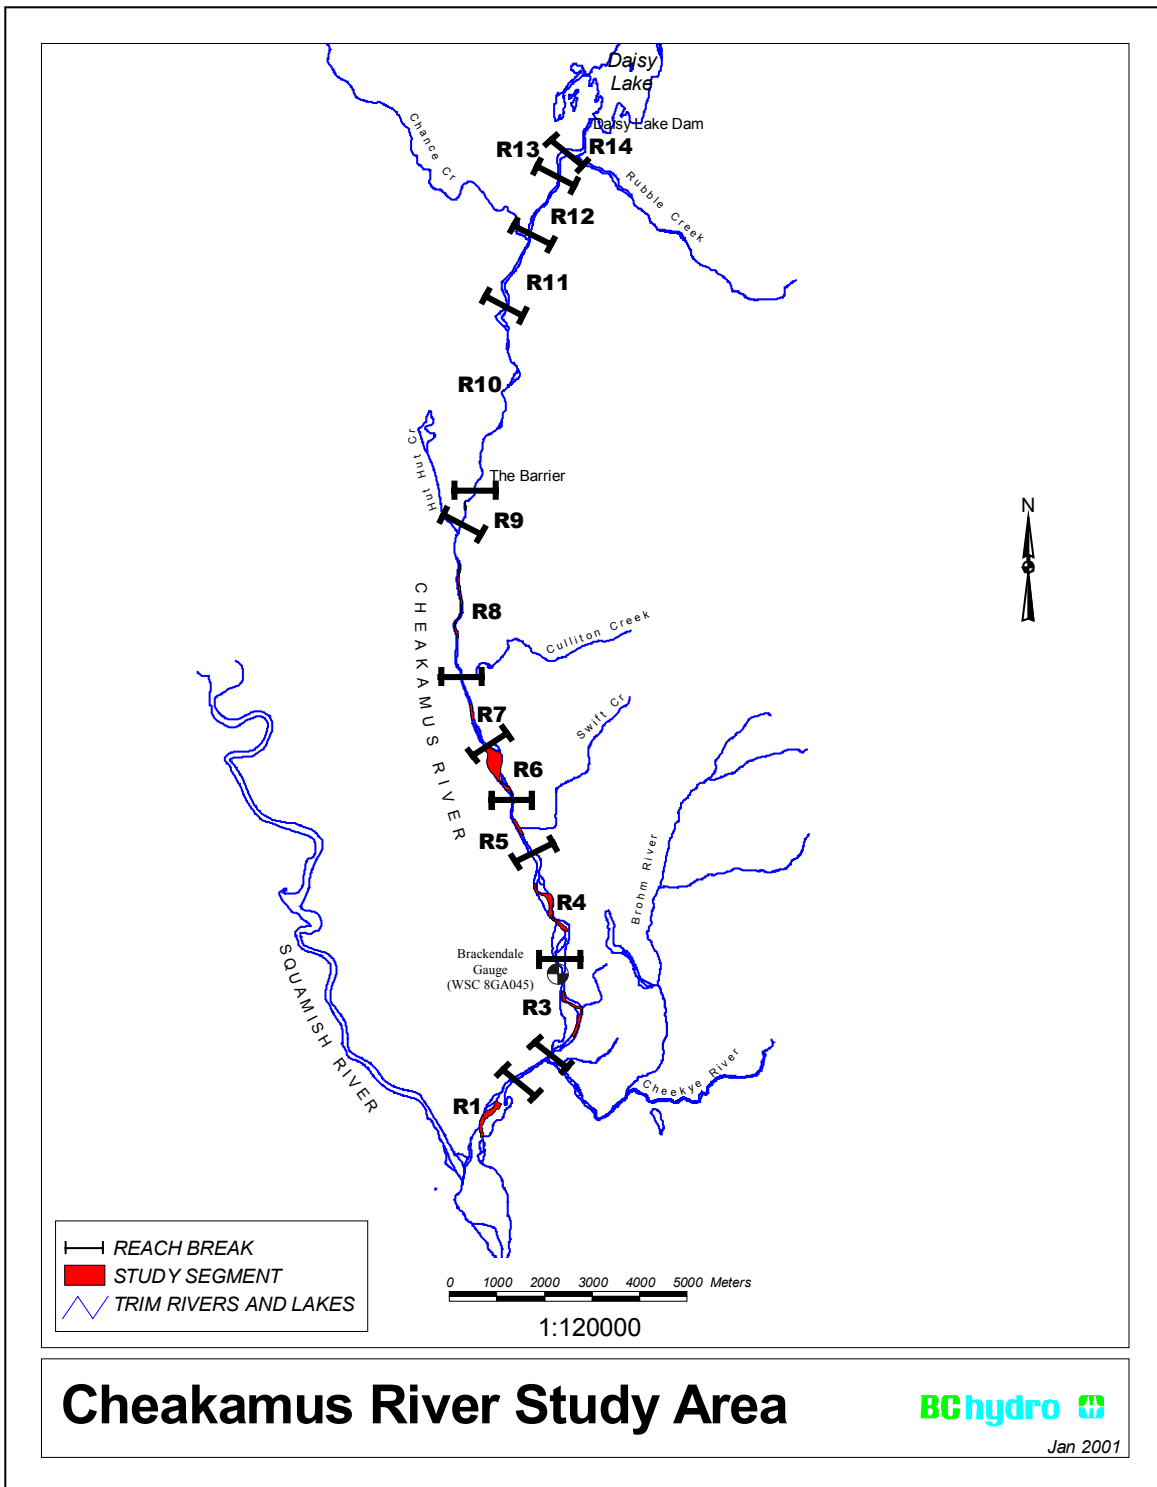 Daisy
Lake
Daisy Lake Dam
Chance Cr
R13
R14
Rubble Creek
R12
R11
R10
Hut Hut Cr
The Barrier
R9
N
CHEAKAMUS RIVER
R8
Culliton Creek
R7
Swift Cr
R6
R5
Brohm River
R4
SQUAMISH RIVER
Brackendale
Gauge
(WSC 8GA045)
R3
Cheekye River
R1
REACH BREAK
STUDY SEGMENT
TRIM RIVERS AND LAKES
0 1000 2000 3000 4000 5000 Meters
1:120000
Cheakamus River Study Area
BC hydro
Jan 2001